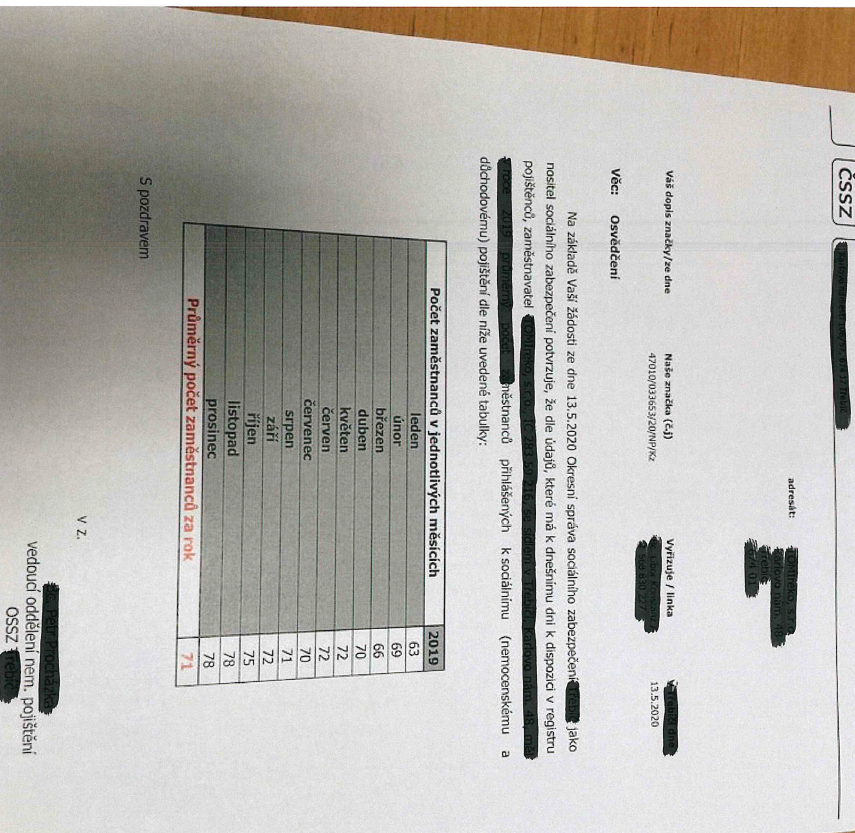 ČSSZ
adresát:
Váš dopis značky/ze dne
Naše značka (č.j)
Vyřizuje / linka
47010/033653/20/NP/Kz
13.5.2020
Věc: Osvědčení
Na základě Vaší žádosti ze dne 13.5.2020 Okresní správa sociálního zabezpečení jako
nositel sociálního zabezpečení potvrzuje, že dle údajů, které má k dnešnímu dni k dispozici v registru
pojištěnců, zaměstnavatel
přihlášených k sociálnímu (nemocenskému a
důchodovému) pojištění dle níže uvedené tabulky:
Počet zaměstnanců v jednotlivých měsících 2019
leden 63
únor 69
březen 66
duben 70
květen 72
červen 72
červenec 70
srpen 71
září 72
říjen 75
listopad 78
prosinec 78
Průměrný počet zaměstnanců za rok 71
S pozdravem
v z.
vedoucí oddělení nem. pojištění
OSSZ